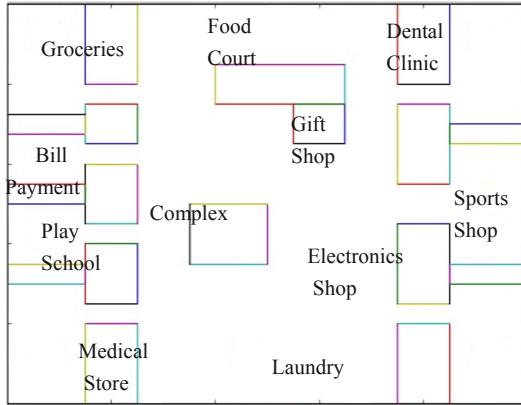 Food
Court
Dental
Clinic
Groceries
Gift
Shop
Bill
Payment
Complex
Sports
Shop
Play
School
Electronics
Shop
Medical
Store
Laundry